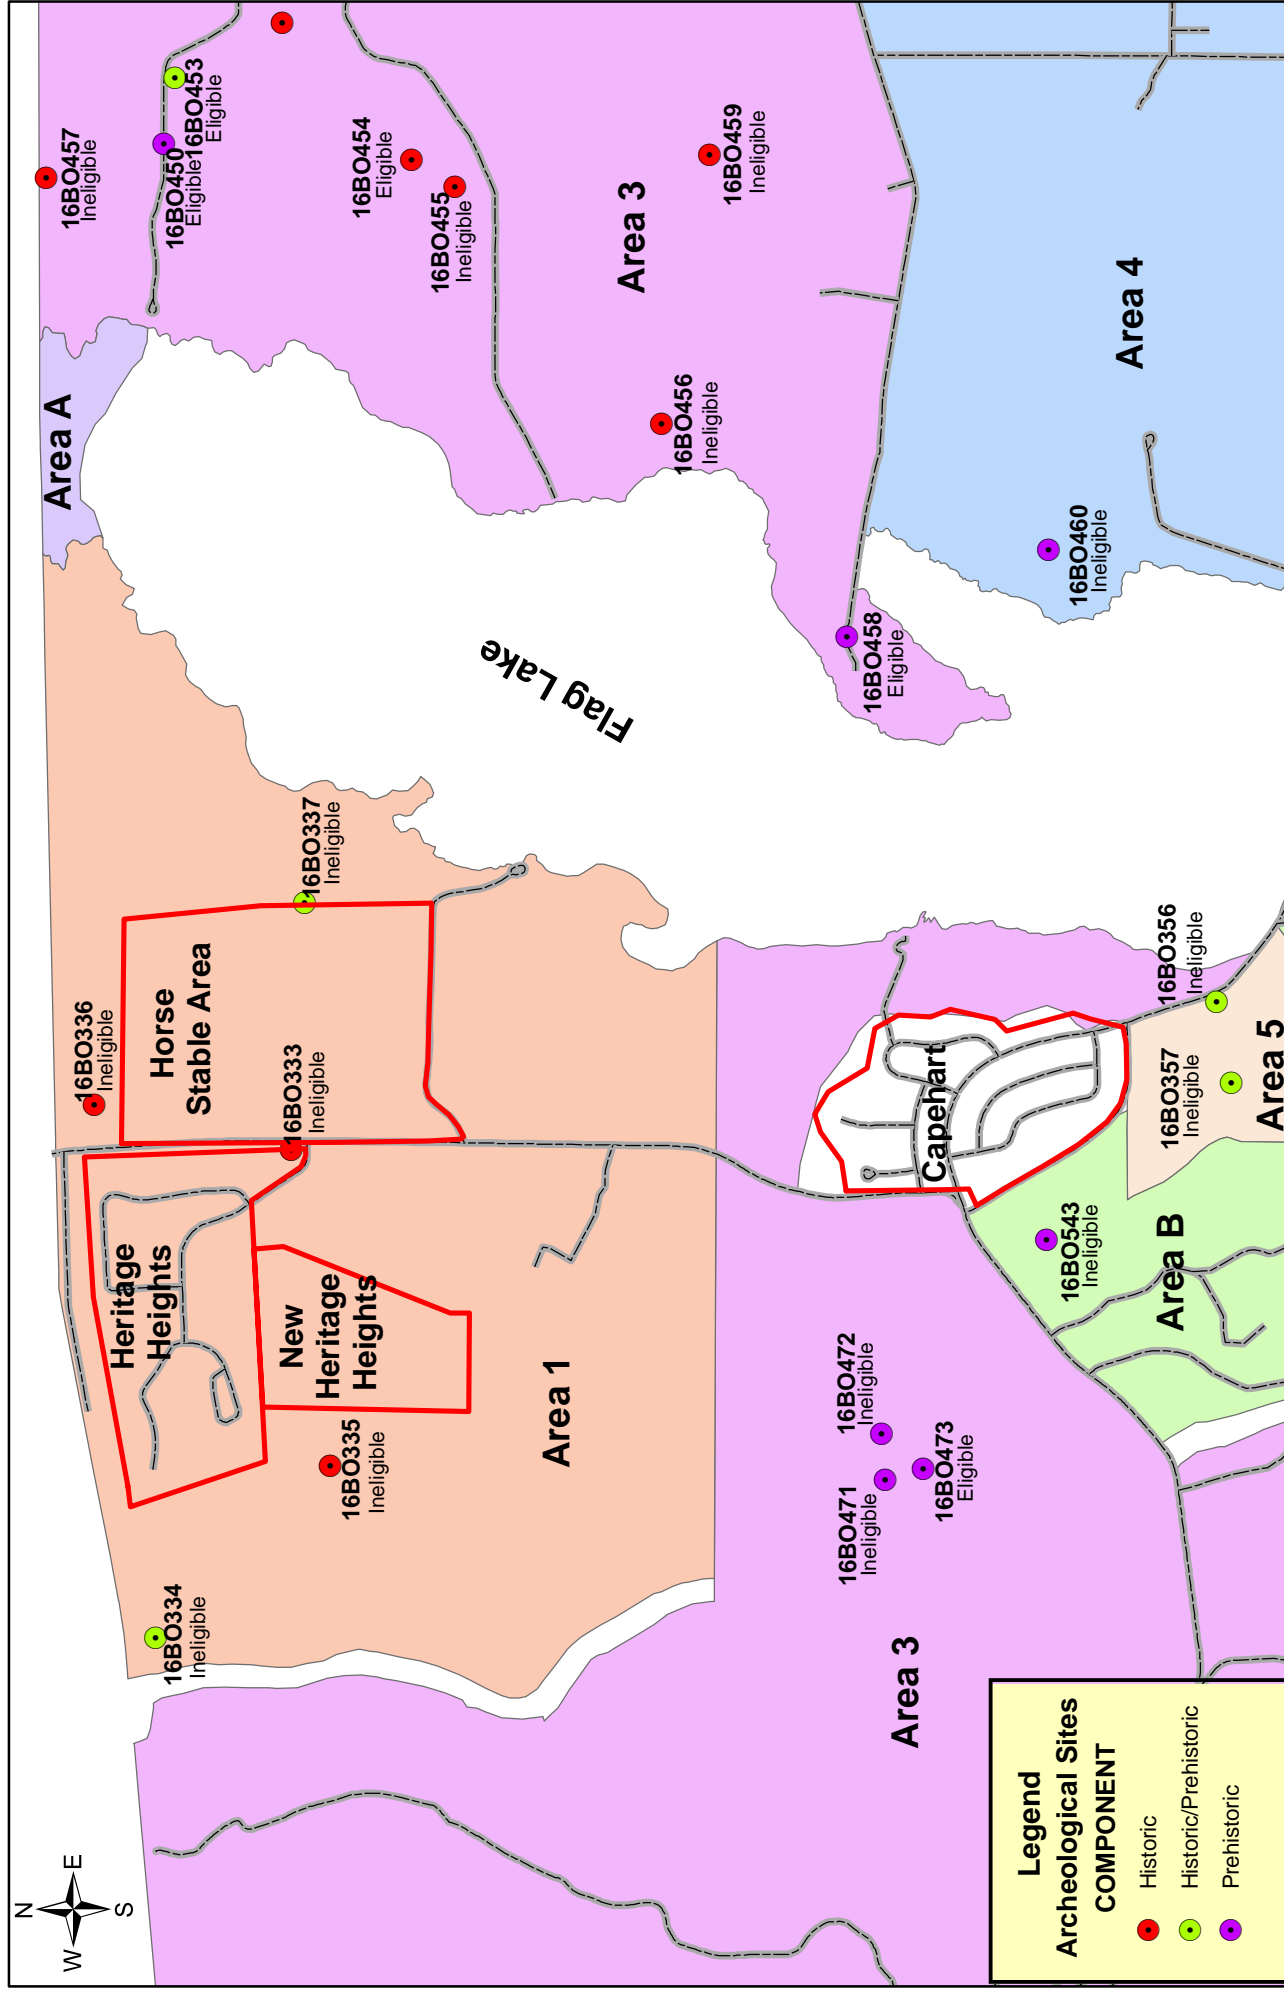 N
W
E
S
Area A
16BO457
Ineligible
16BO450
Eligible
16BO453
Eligible
16BO454
Eligible
16BO455
Ineligible
Area 3
16BO459
Ineligible
16BO456
Ineligible
Area 4
16BO460
Ineligible
16BO458
Eligible
Flag Lake
16BO337
Ineligible
16BO336
Ineligible
Horse
Stable Area
16BO333
Ineligible
Heritage
Heights
New
Heritage
Heights
16BO335
Ineligible
16BO334
Ineligible
Area 1
Capehart
16BO356
Ineligible
16BO357
Ineligible
Area 5
16BO543
Ineligible
Area B
16BO472
Ineligible
16BO471
Ineligible
16BO473
Eligible
Area 3
Legend
Archeological Sites
COMPONENT
Historic
Historic/Prehistoric
Prehistoric